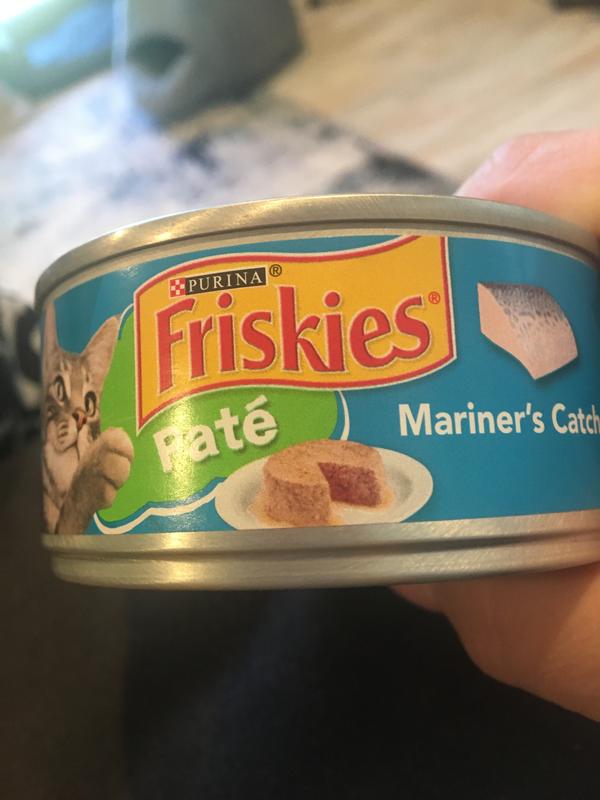 PURINA®
Friskies®
Paté
Mariner's Catch